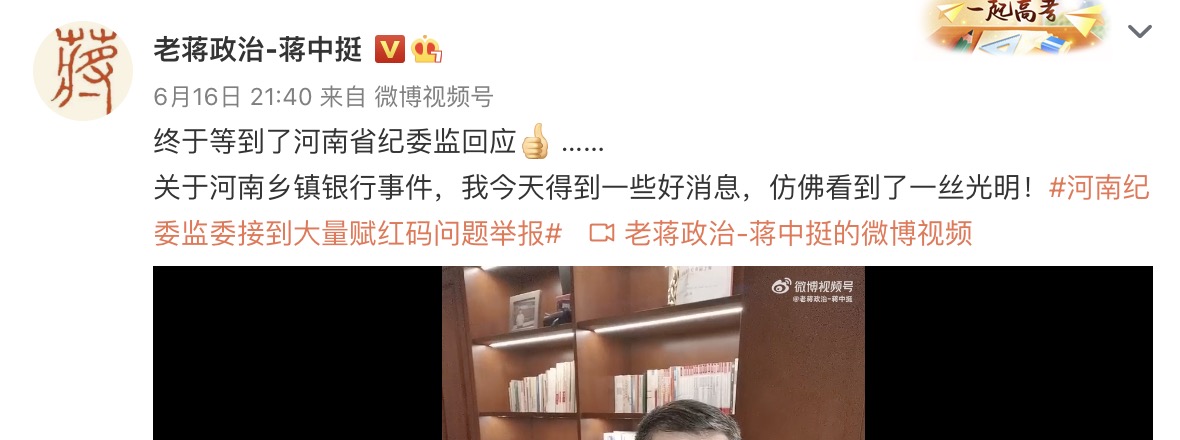 一起高考
蒋
老蒋政治-蒋中挺
6月16日 21:40 来自 微博视频号
终于等到了河南省纪委监回应 ……
关于河南乡镇银行事件，我今天得到一些好消息，仿佛看到了一丝光明！#河南纪
委监委接到大量赋红码问题举报# 老蒋政治-蒋中挺的微博视频
微博视频号
@老蒋政治-蒋中挺